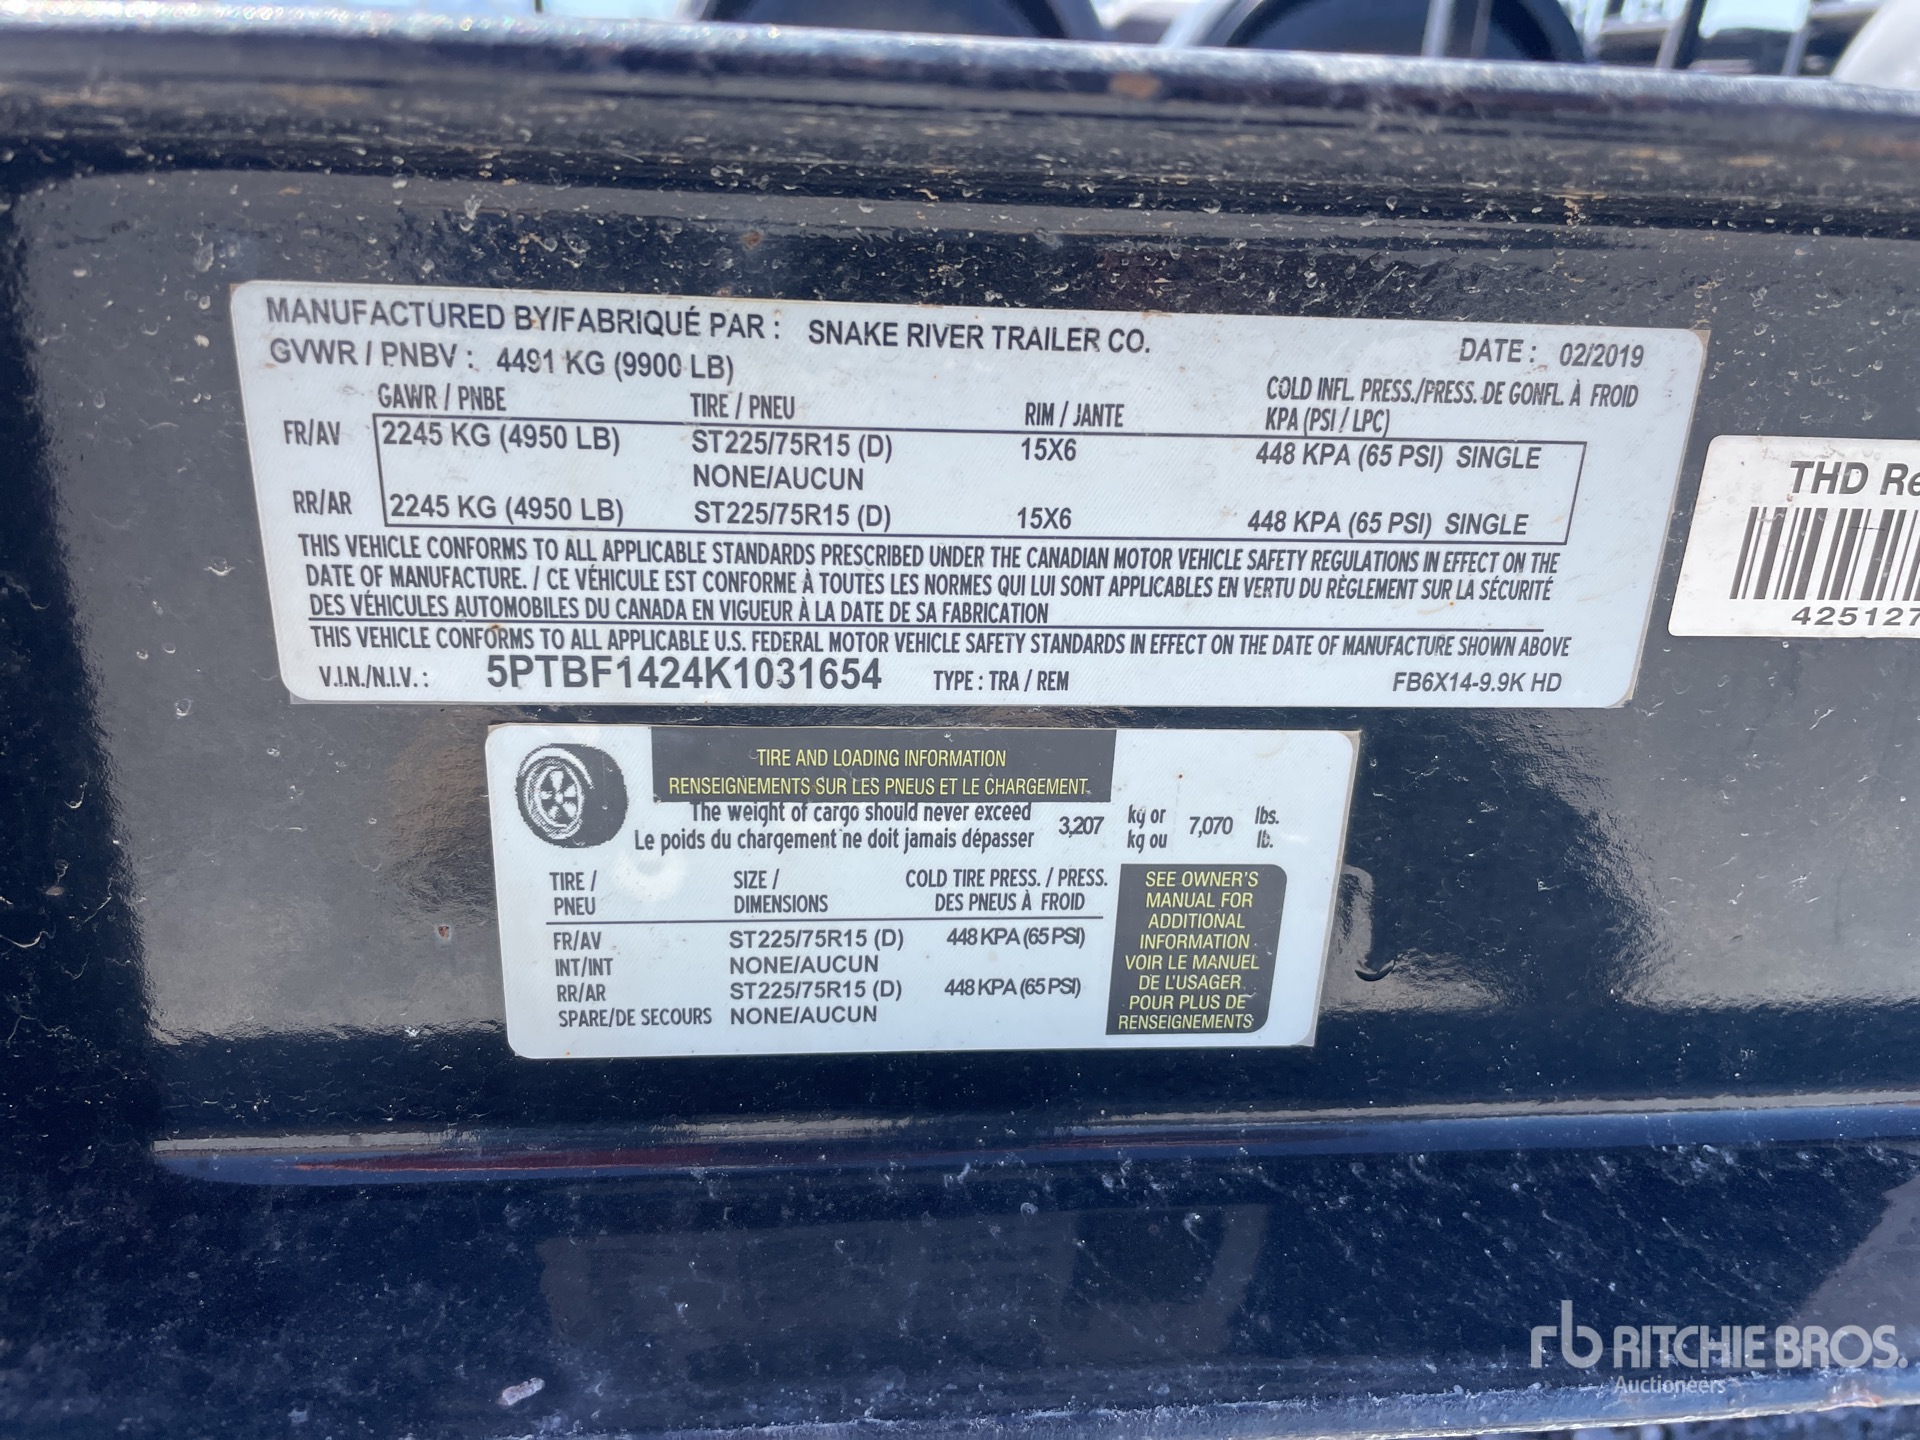 MANUFACTURED BY/FABRIQUÉ PAR : SNAKE RIVER TRAILER CO. DATE : 02/2019
GVWR / PNBV : 4491 KG (9900 LB)
GAWR / PNBE TIRE / PNEU RIM / JANTE COLD INFL. PRESS./PRESS. DE GONFL. À FROID
KPA (PSI / LPC)
FR/AV 2245 KG (4950 LB) ST225/75R15 (D) 15X6 448 KPA (65 PSI) SINGLE
NONE/AUCUN
RR/AR 2245 KG (4950 LB) ST225/75R15 (D) 15X6 448 KPA (65 PSI) SINGLE
THIS VEHICLE CONFORMS TO ALL APPLICABLE STANDARDS PRESCRIBED UNDER THE CANADIAN MOTOR VEHICLE SAFETY REGULATIONS IN EFFECT ON THE
DATE OF MANUFACTURE. / CE VÉHICULE EST CONFORME À TOUTES LES NORMES QUI LUI SONT APPLICABLES EN VERTU DU RÈGLEMENT SUR LA SÉCURITÉ
DES VÉHICULES AUTOMOBILES DU CANADA EN VIGUEUR À LA DATE DE SA FABRICATION
THIS VEHICLE CONFORMS TO ALL APPLICABLE U.S. FEDERAL MOTOR VEHICLE SAFETY STANDARDS IN EFFECT ON THE DATE OF MANUFACTURE SHOWN ABOVE
V.I.N./N.I.V. : 5PTBF1424K1031654 TYPE : TRA / REM FB6X14-9.9K HD
THD Re
425127
TIRE AND LOADING INFORMATION
RENSEIGNEMENTS SUR LES PNEUS ET LE CHARGEMENT
The weight of cargo should never exceed 3,207 kg or 7,070 lbs.
Le poids du chargement ne doit jamais dépasser kg ou lb.
TIRE / SIZE / COLD TIRE PRESS. / PRESS.
PNEU DIMENSIONS DES PNEUS À FROID
FR/AV ST225/75R15 (D) 448 KPA (65 PSI)
INT/INT NONE/AUCUN
RR/AR ST225/75R15 (D) 448 KPA (65 PSI)
SPARE/DE SECOURS NONE/AUCUN
SEE OWNER'S
MANUAL FOR
ADDITIONAL
INFORMATION
VOIR LE MANUEL
DE L'USAGER
POUR PLUS DE
RENSEIGNEMENTS
rb RITCHIE BROS.
Auctioneers